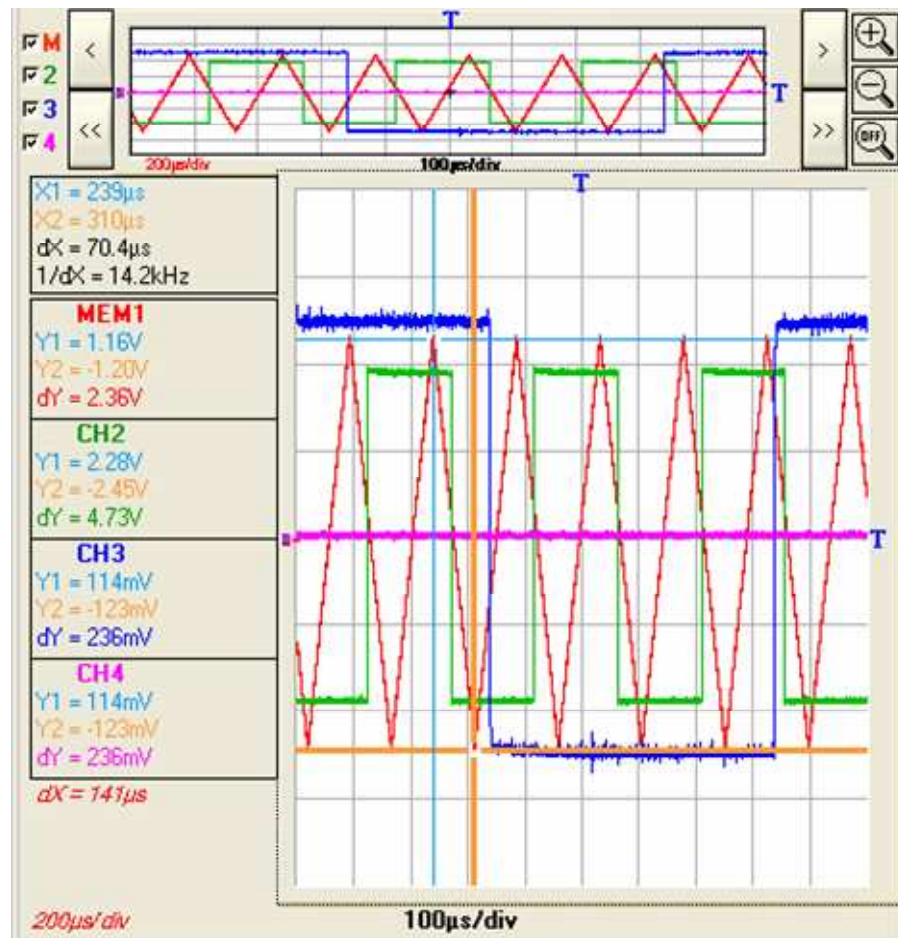 T
M
2
3
4
<
<<
>
>>
T
OFF
200µs/div
100µs/div
X1 = 239µs
X2 = 310µs
dX = 70.4µs
1/dX = 14.2kHz
MEM1
Y1 = 1.16V
Y2 = -1.20V
dY = 2.36V
CH2
Y1 = 2.28V
Y2 = -2.45V
dY = 4.73V
CH3
Y1 = 114mV
Y2 = -123mV
dY = 236mV
CH4
Y1 = 114mV
Y2 = -123mV
dY = 236mV
dX = 141µs
T
T
200µs/div
100µs/div